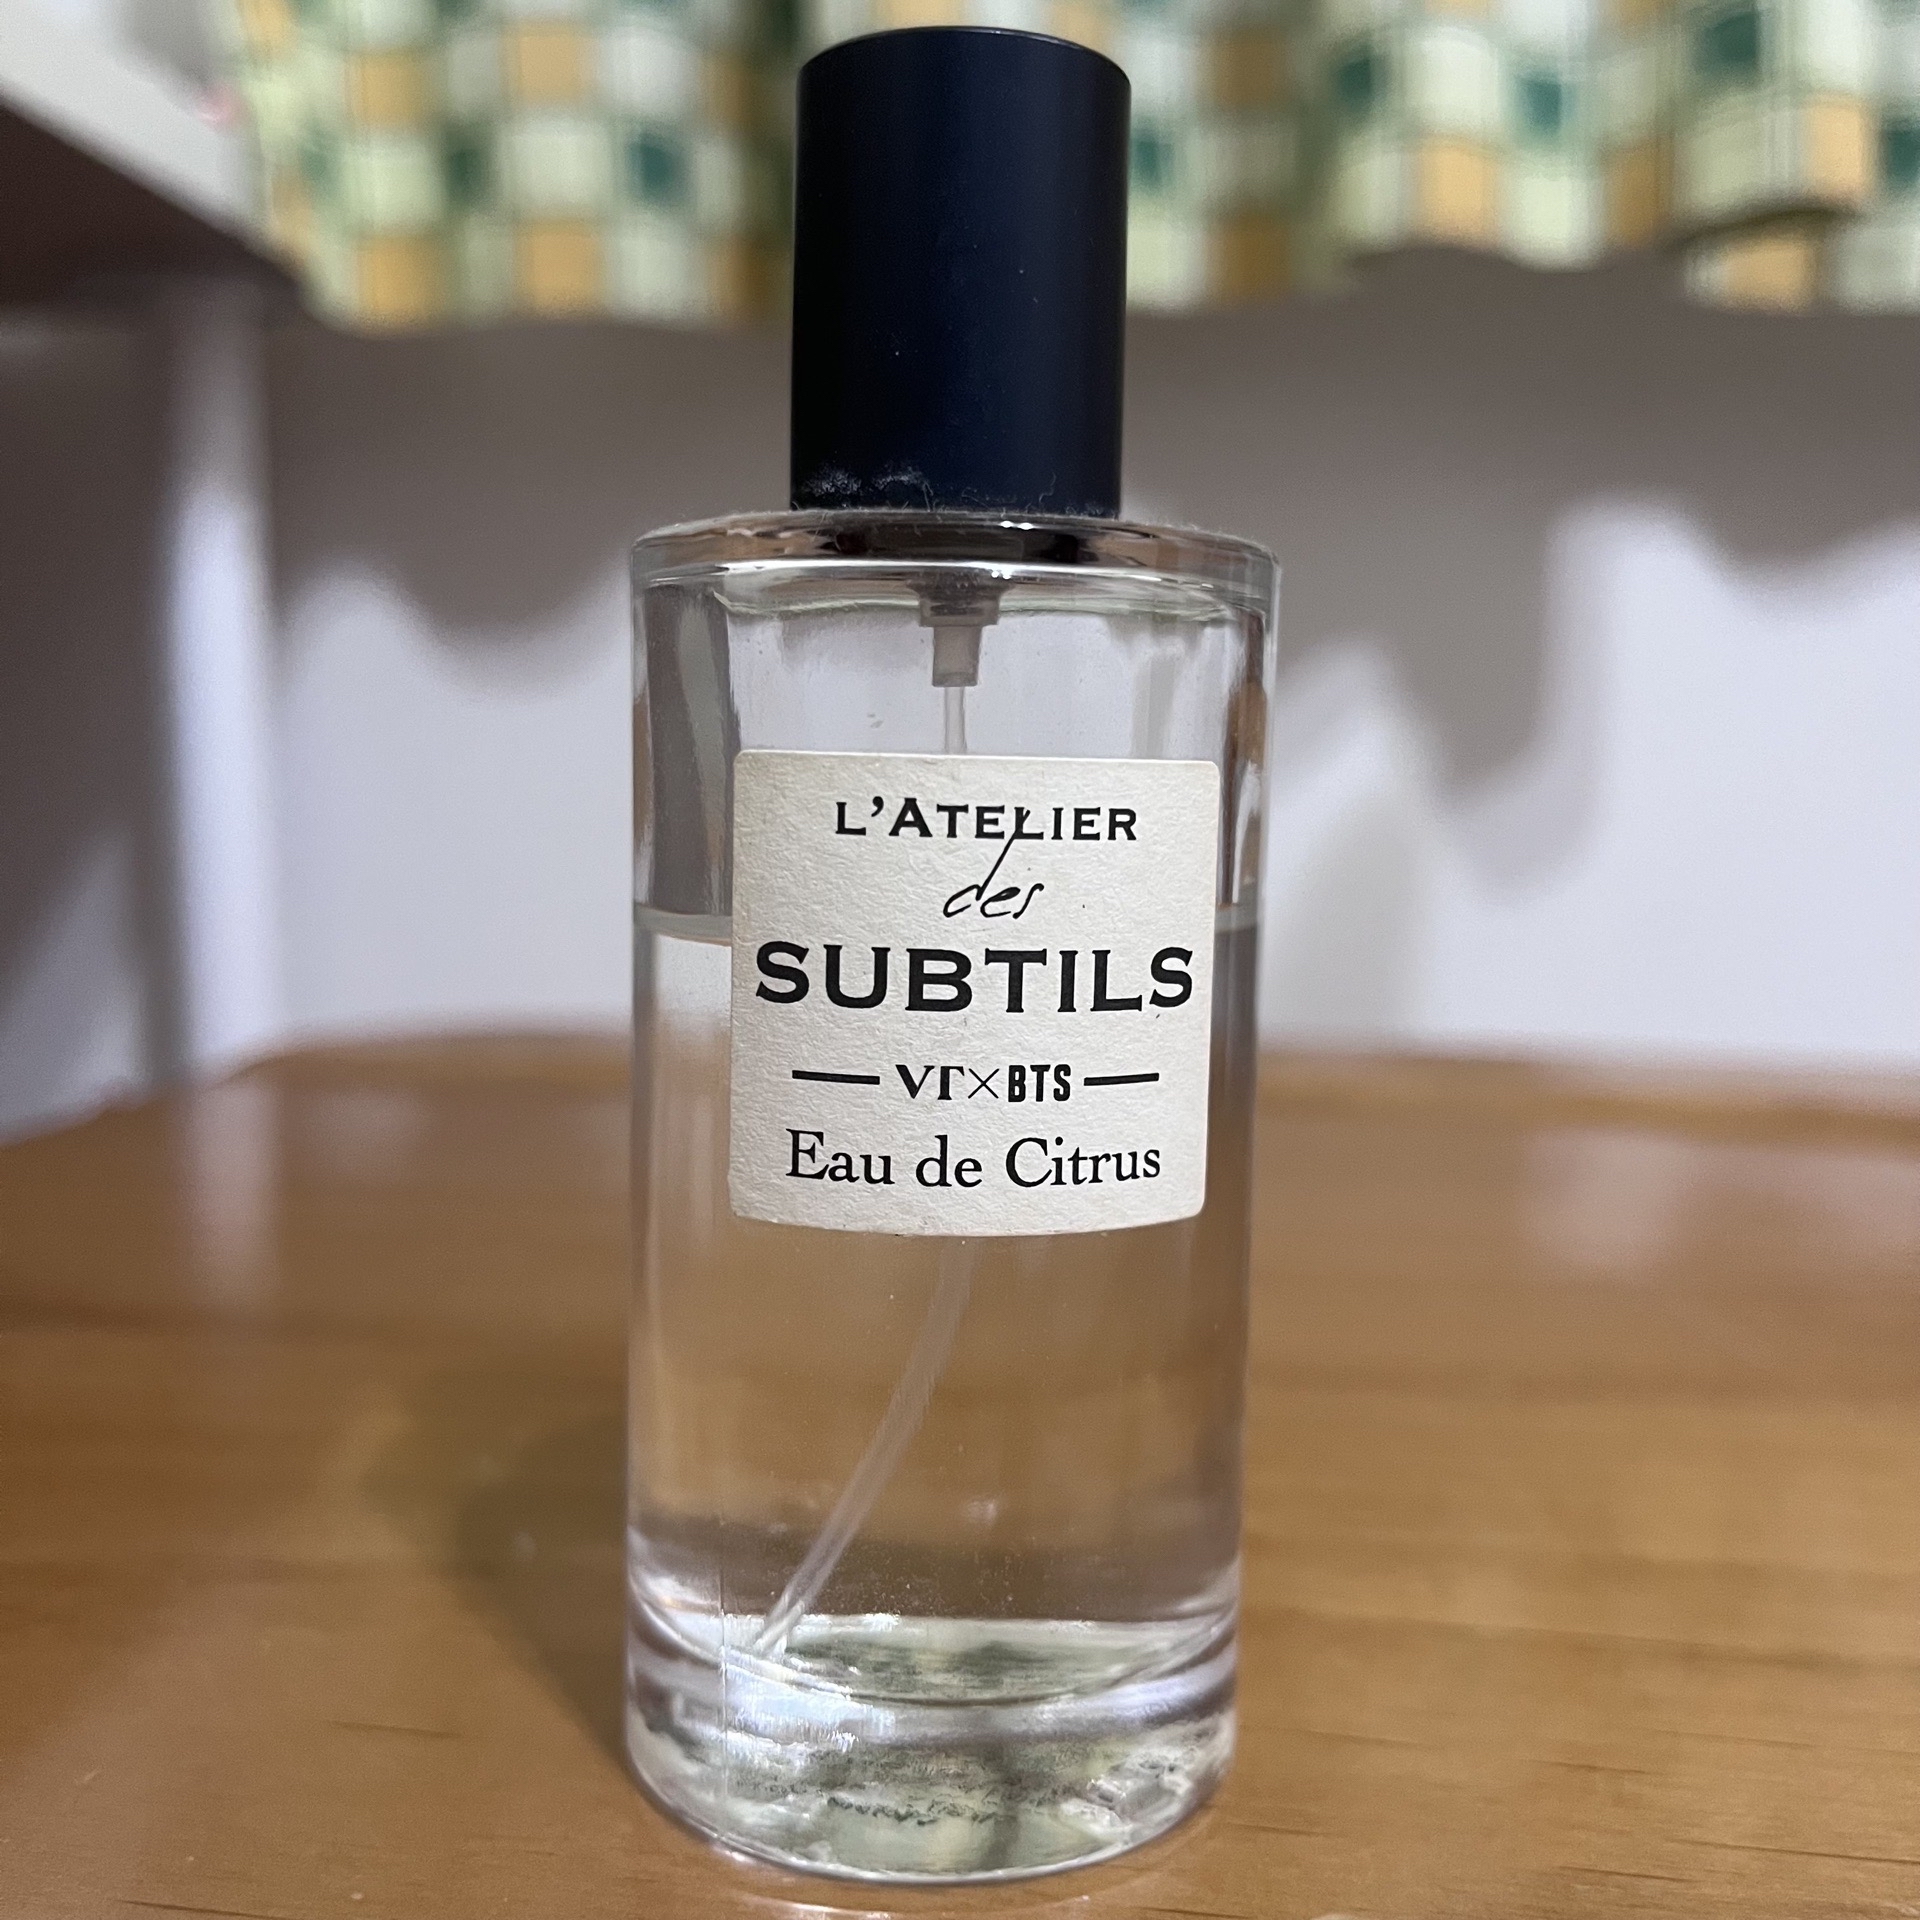 L'ATELIER
des
SUBTILS
VT×BTS
Eau de Citrus